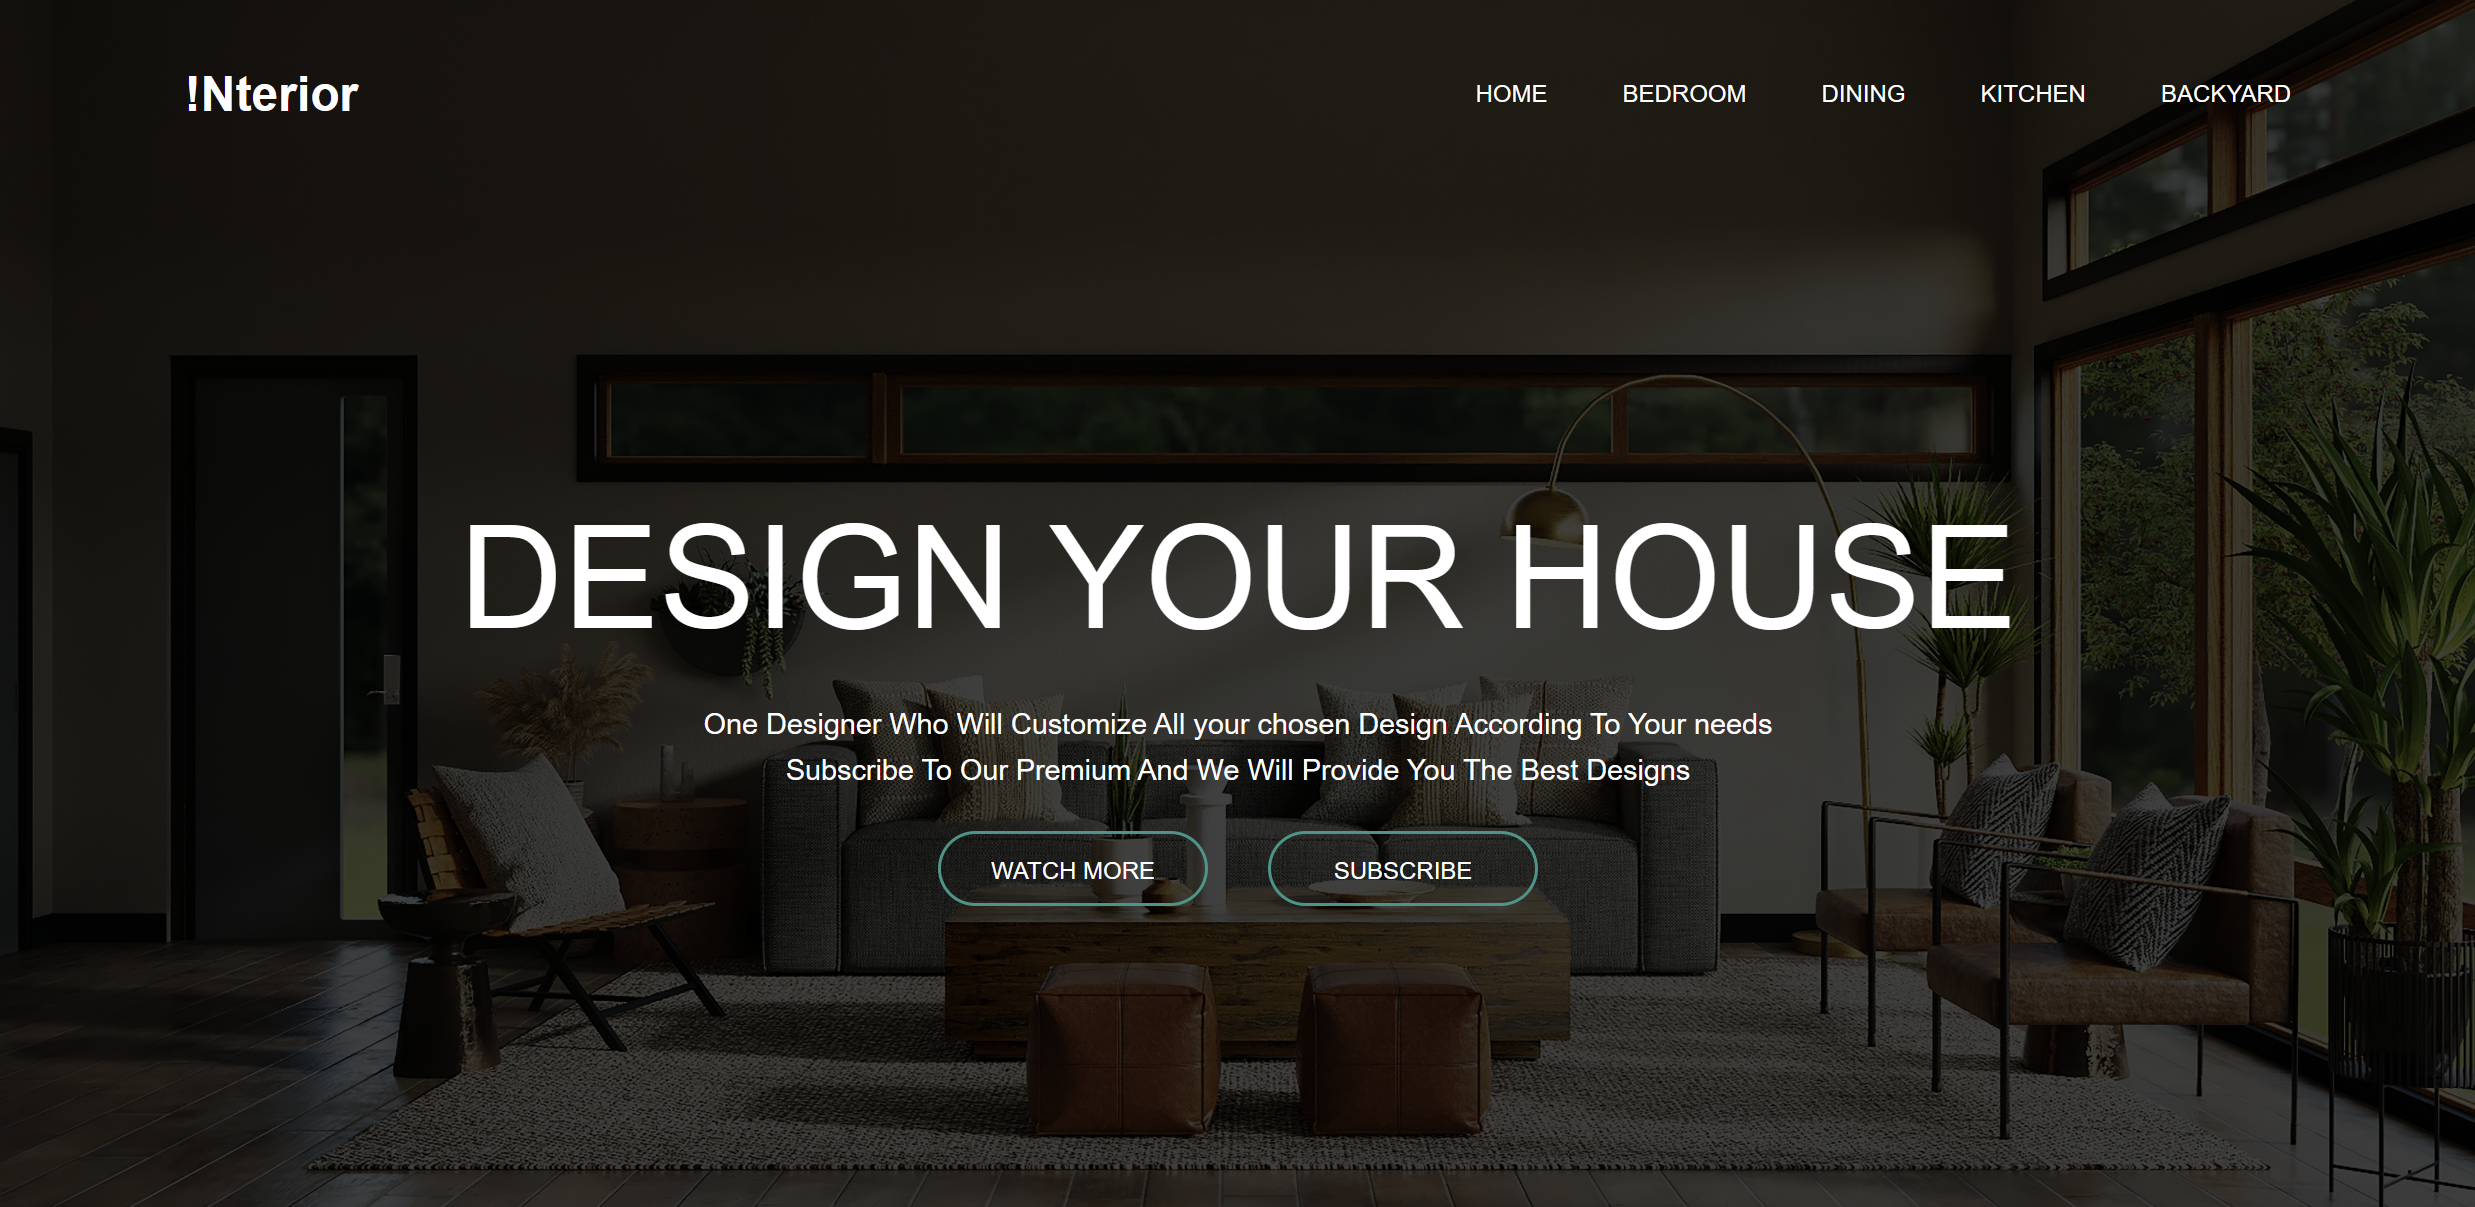 !Nterior
HOME BEDROOM DINING KITCHEN BACKYARD
DESIGN YOUR HOUSE
One Designer Who Will Customize All your chosen Design According To Your needs
Subscribe To Our Premium And We Will Provide You The Best Designs
WATCH MORE SUBSCRIBE